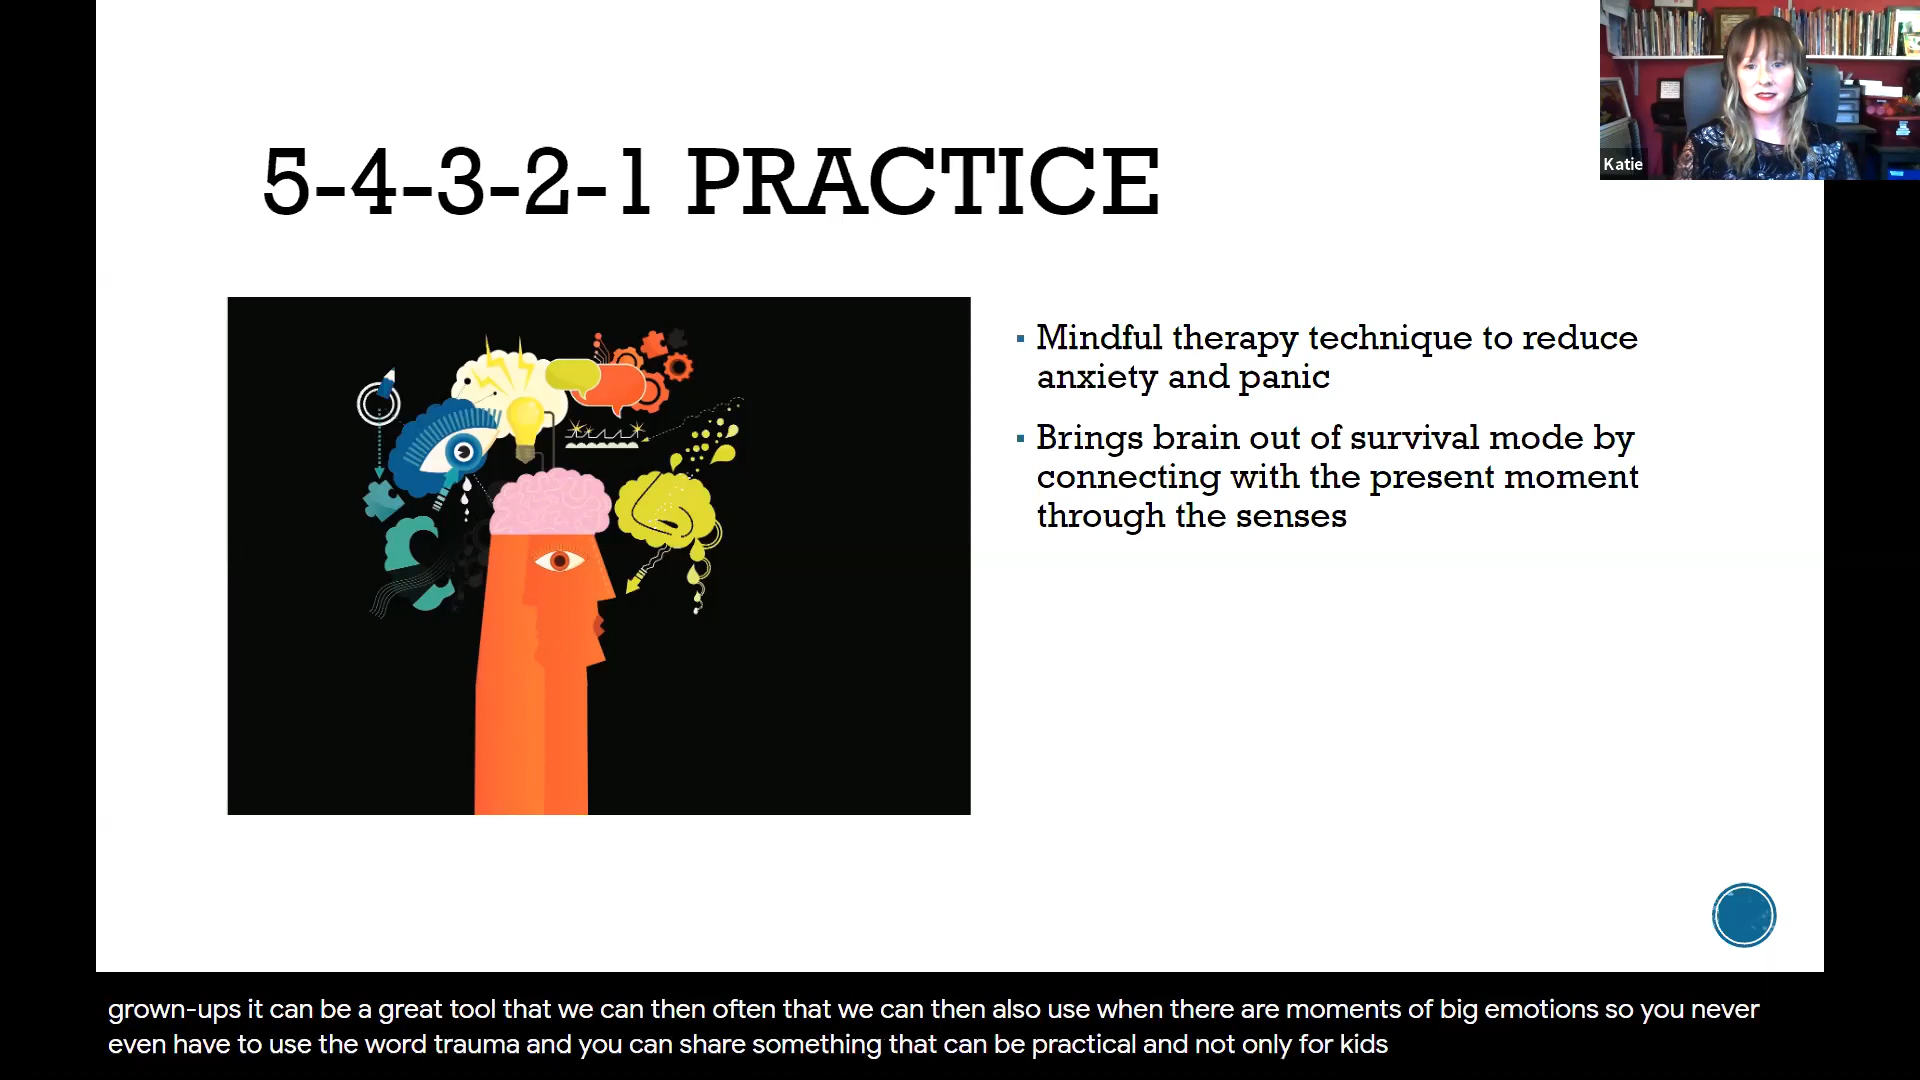 5-4-3-2-1 PRACTICE
Katie
▪ Mindful therapy technique to reduce
anxiety and panic
▪ Brings brain out of survival mode by
connecting with the present moment
through the senses
grown-ups it can be a great tool that we can then often that we can then also use when there are moments of big emotions so you never
even have to use the word trauma and you can share something that can be practical and not only for kids